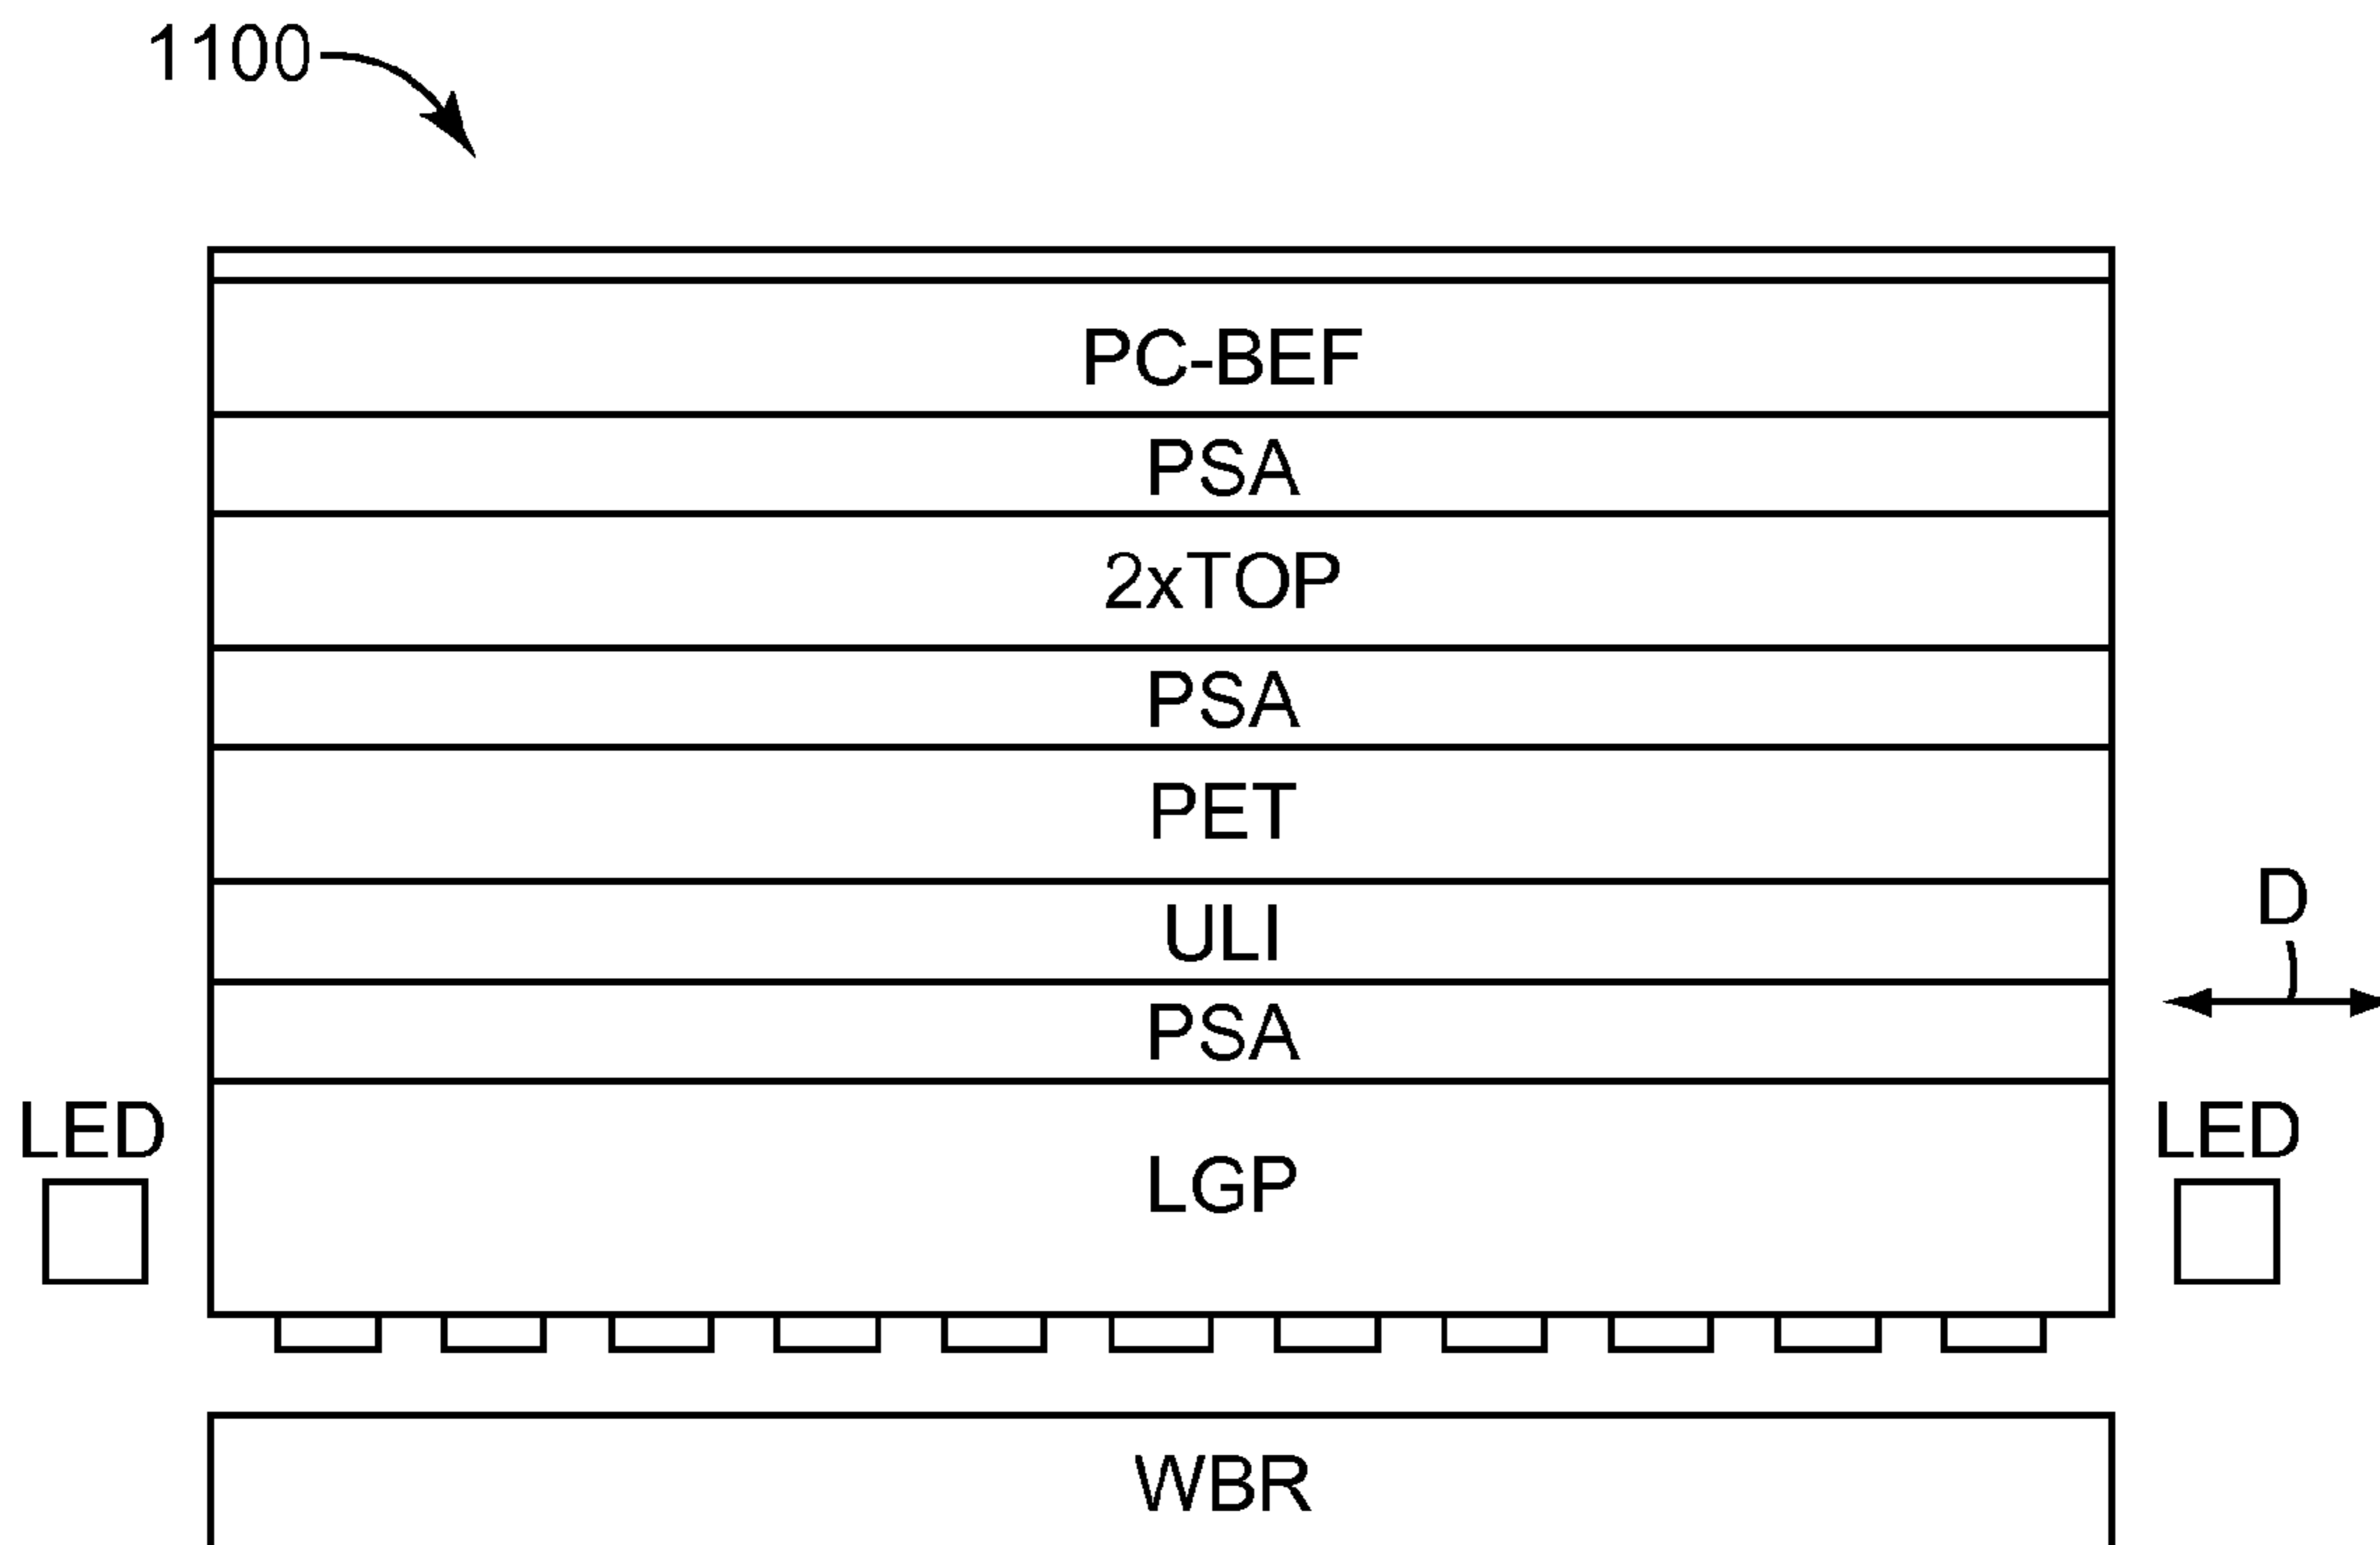 1100
PC-BEF
PSA
2xTOP
PSA
PET
ULI
D
PSA
LED
LED
LGP
WBR